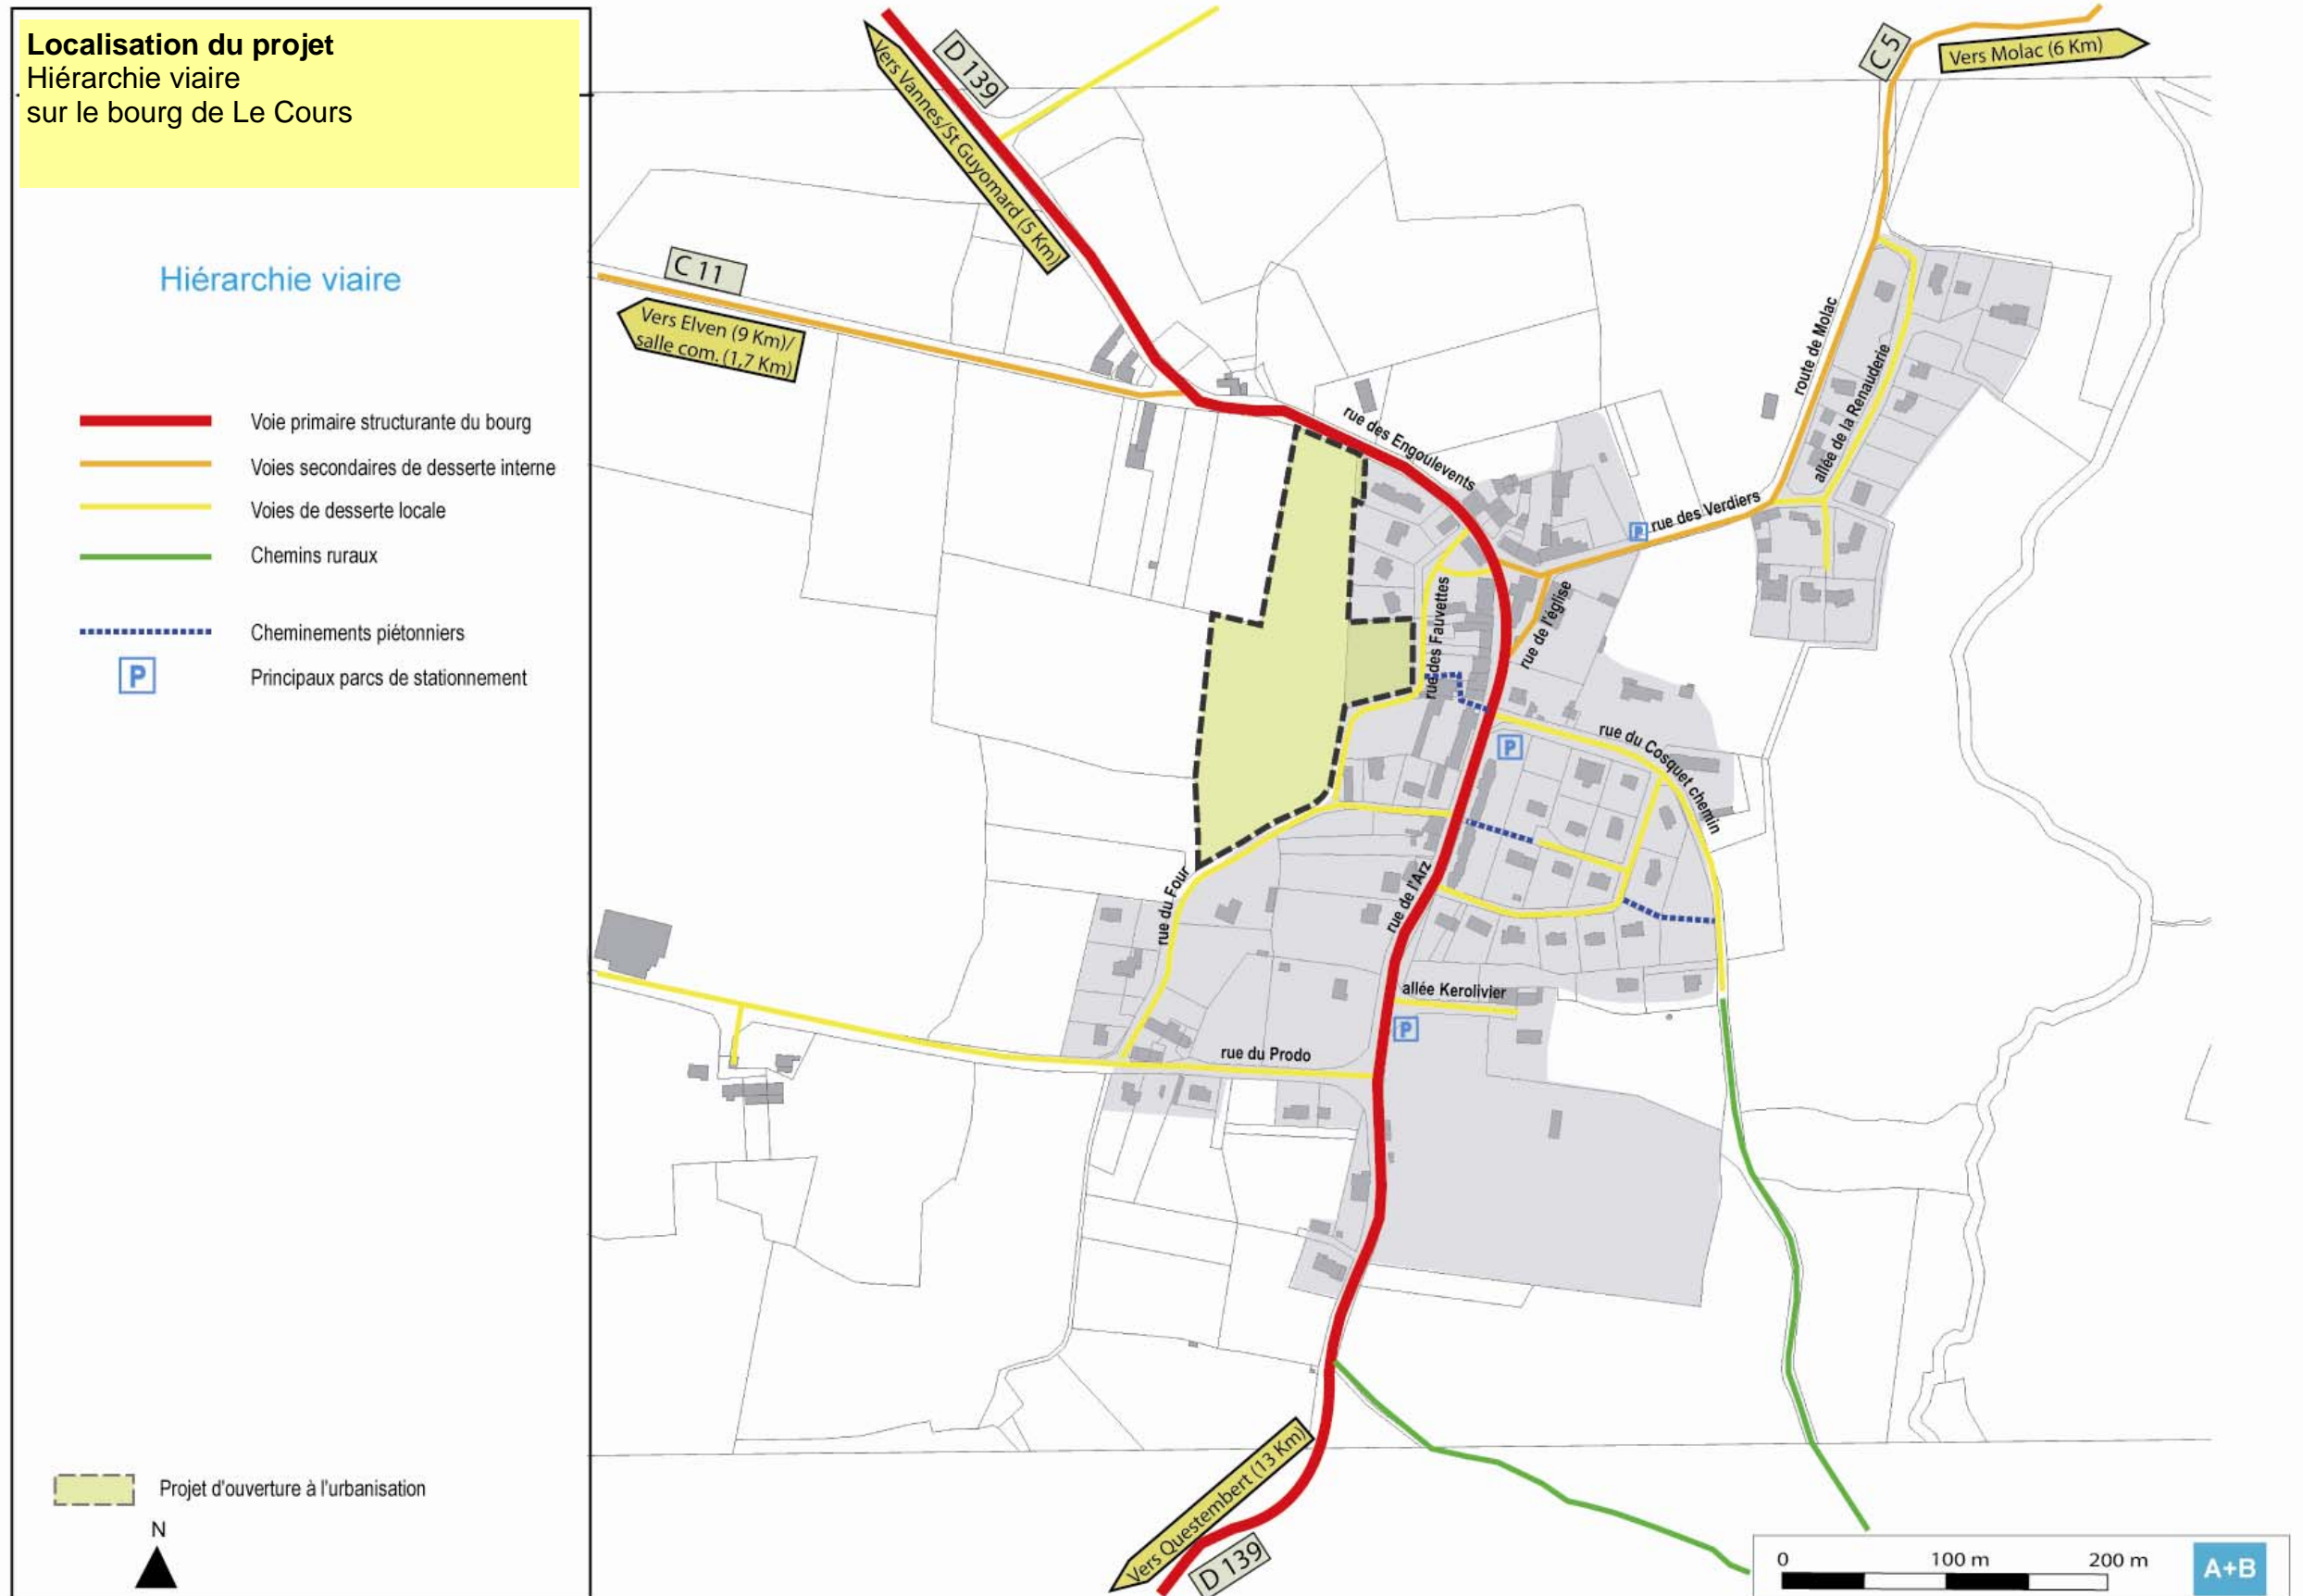 Localisation du projet
Hiérarchie viaire
sur le bourg de Le Cours
Hiérarchie viaire
Voie primaire structurante du bourg
Voies secondaires de desserte interne
Voies de desserte locale
Chemins ruraux
Cheminements piétonniers
P
Principaux parcs de stationnement
Projet d'ouverture à l'urbanisation
N
D 139
Vers Vannes/St Guyomard (5 Km)
C 5
Vers Molac (6 Km)
C 11
Vers Elven (9 Km)/
salle com. (1,7 Km)
rue des Engoulevents
route de Molac
allée de la Renauderie
P
rue des Verdiers
rue des Fauvettes
rue de l'église
P
rue du Cosquet chemin
rue de l'Arz
rue du Four
allée Kerolivier
P
rue du Prodo
Vers Questembert (13 Km)
D 139
0
100 m
200 m
A+B